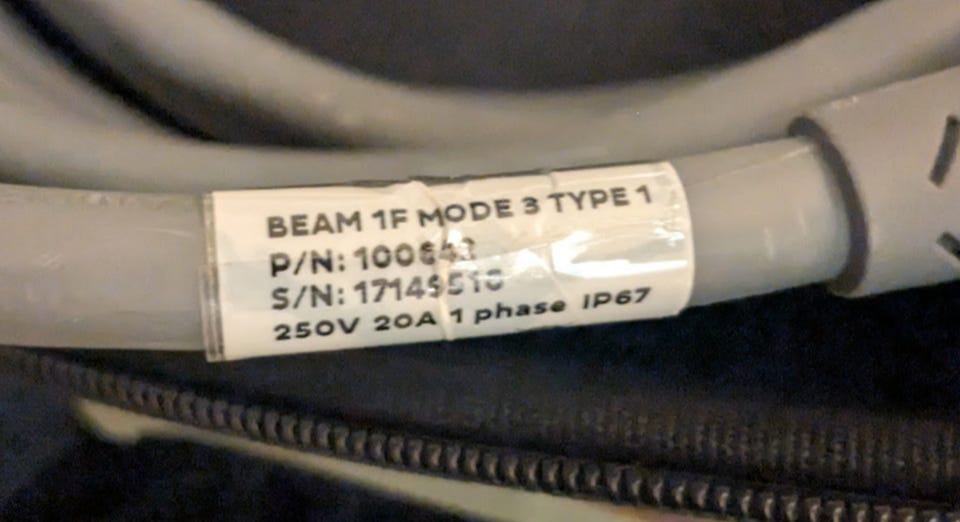 BEAM 1F MODE 3 TYPE 1
P/N:
S/N:
250V 20A 1 phase IP67